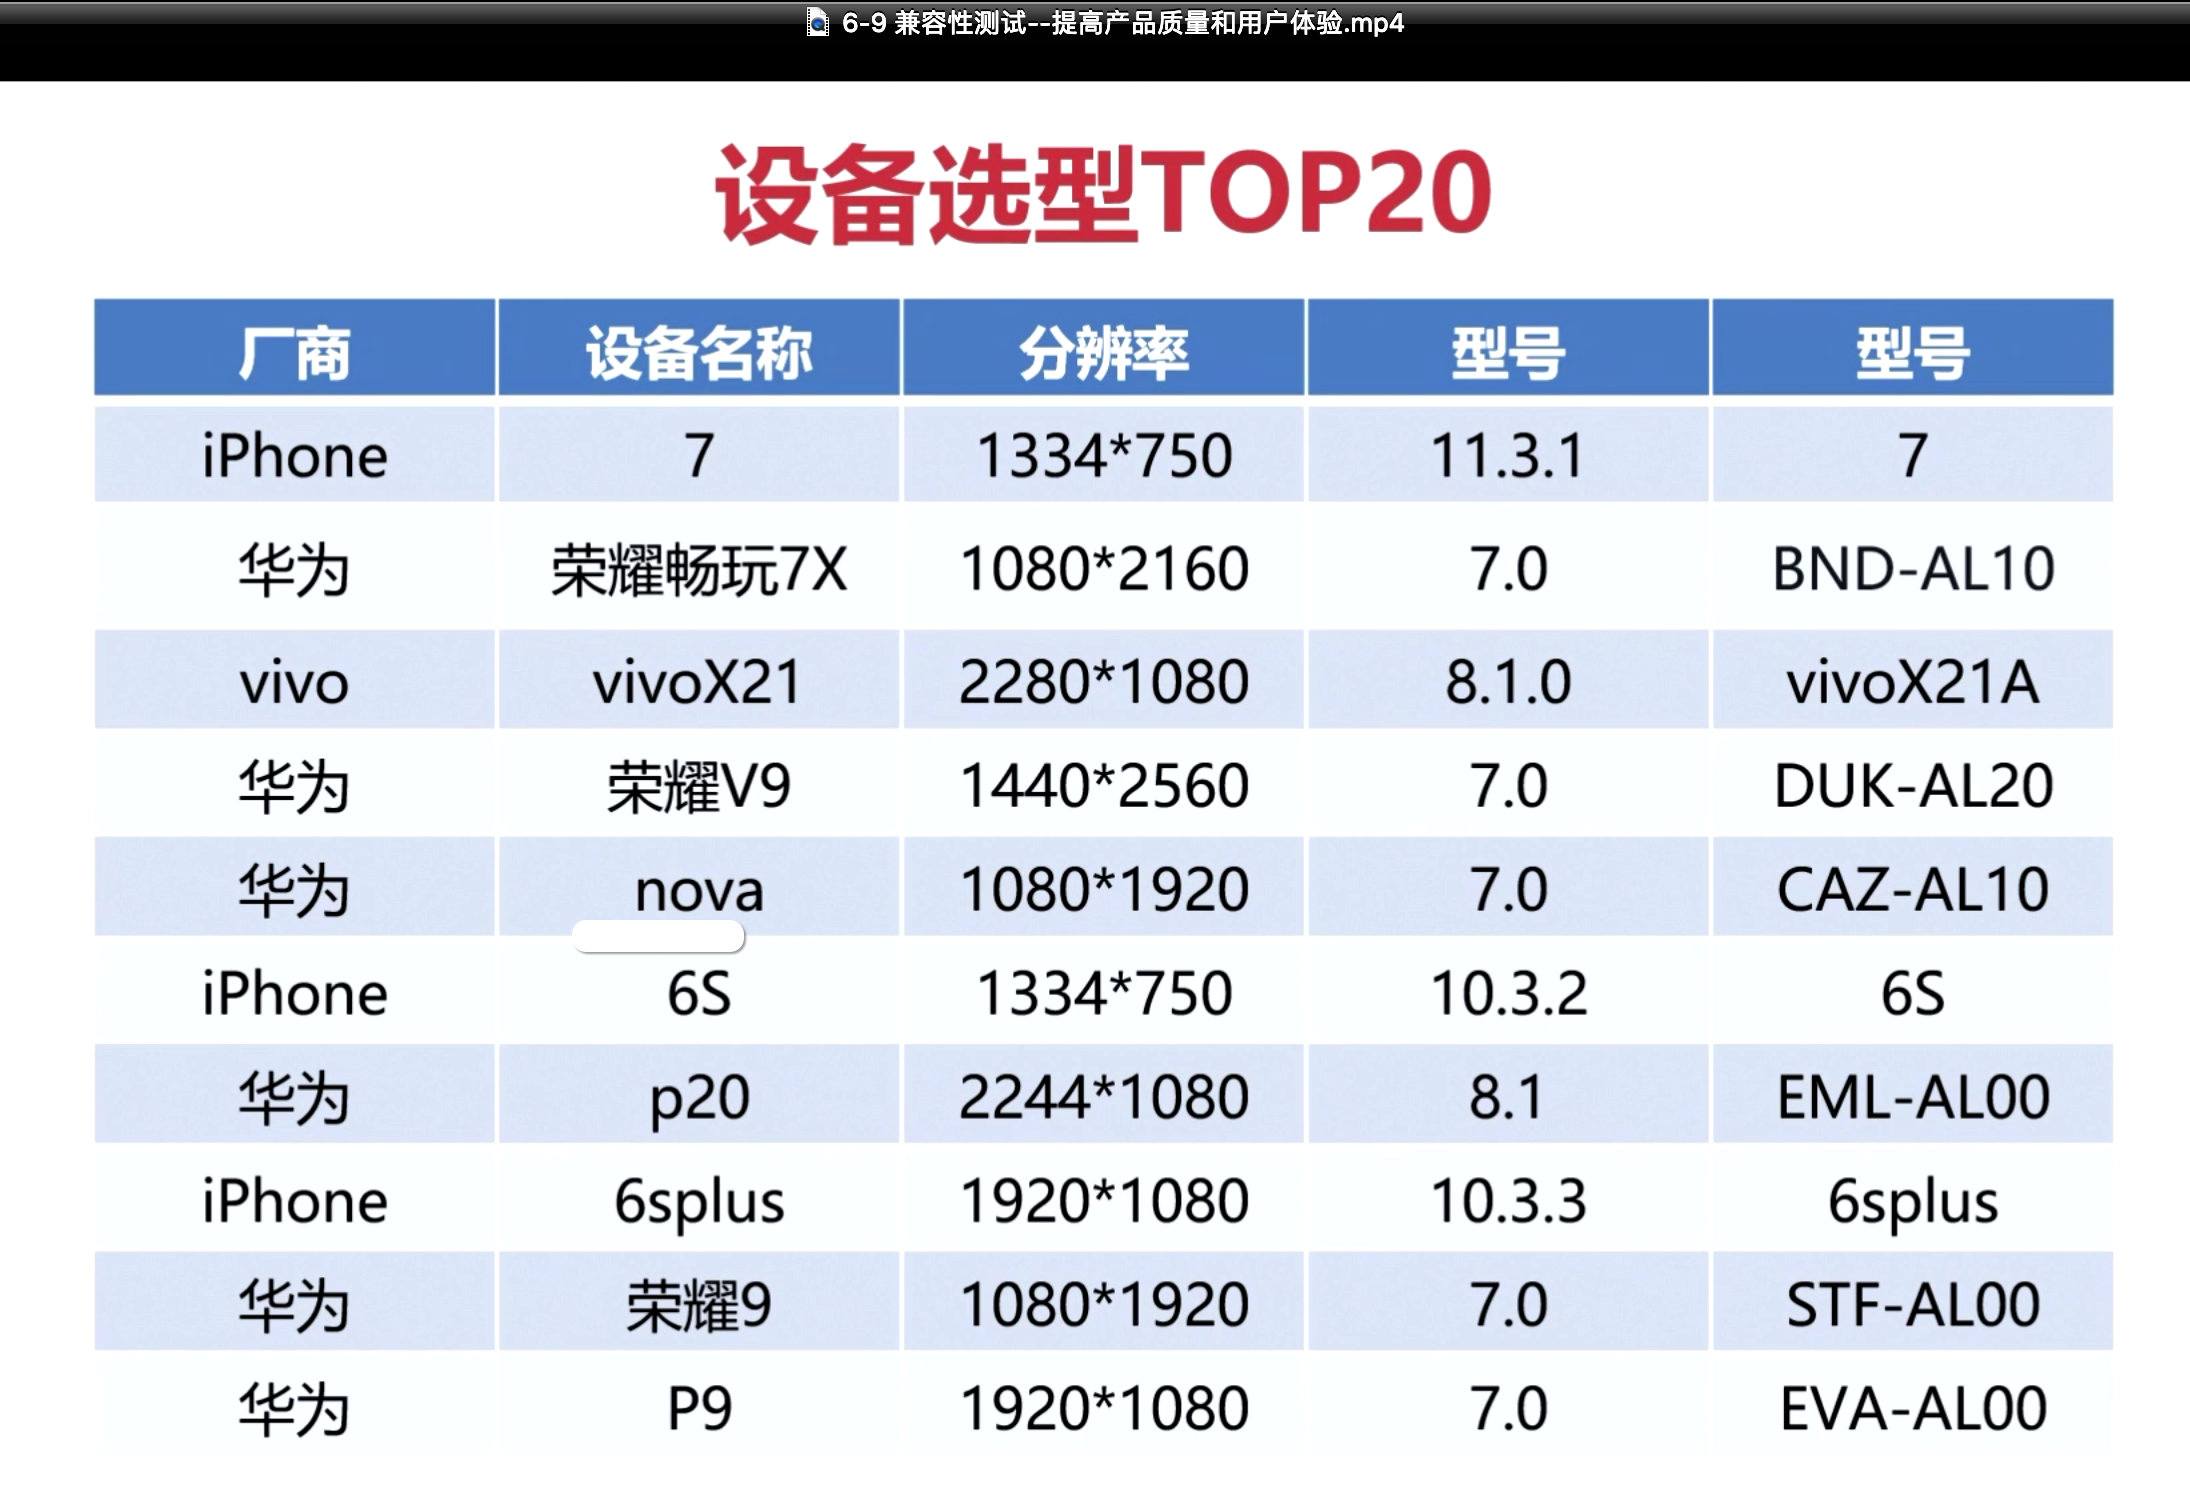 6-9 兼容性测试--提高产品质量和用户体验.mp4
设备选型TOP20
厂商 设备名称 分辨率 型号 型号
iPhone 7 1334*750 11.3.1 7
华为 荣耀畅玩7X 1080*2160 7.0 BND-AL10
vivo vivoX21 2280*1080 8.1.0 vivoX21A
华为 荣耀V9 1440*2560 7.0 DUK-AL20
华为 nova 1080*1920 7.0 CAZ-AL10
iPhone 6S 1334*750 10.3.2 6S
华为 p20 2244*1080 8.1 EML-AL00
iPhone 6splus 1920*1080 10.3.3 6splus
华为 荣耀9 1080*1920 7.0 STF-AL00
华为 P9 1920*1080 7.0 EVA-AL00